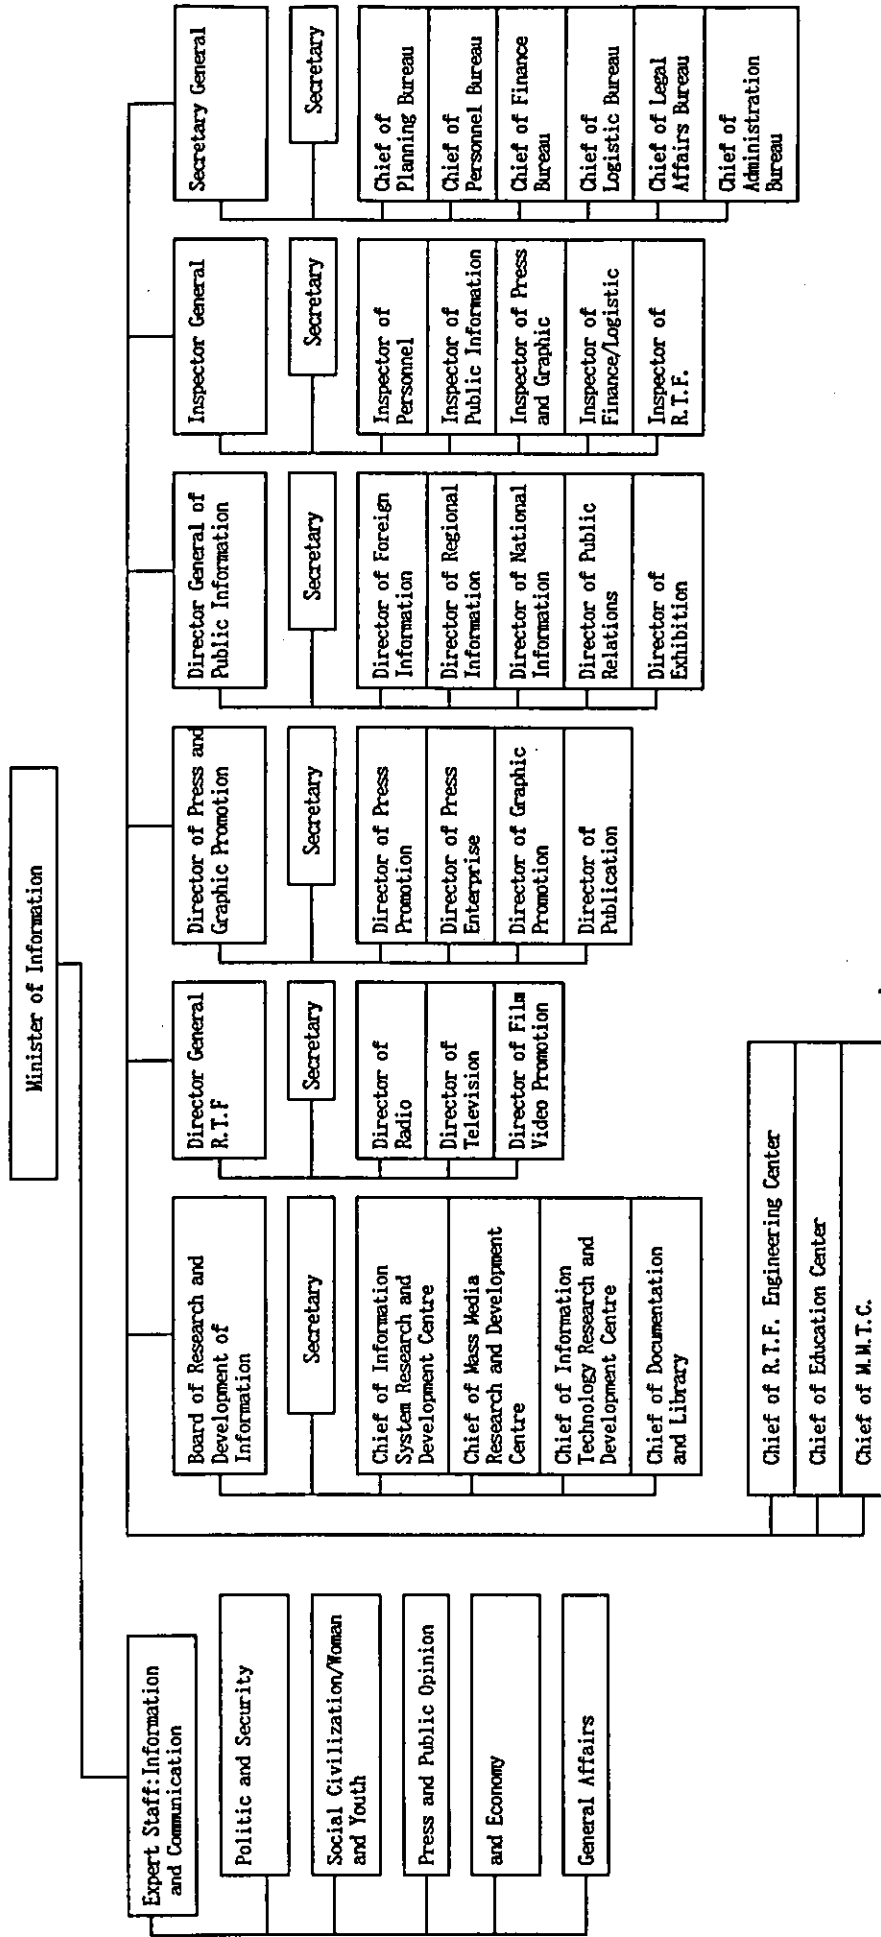 Minister of Information
Expert Staff:Information
and Communication
Politic and Security
Social Civilization/Woman
and Youth
Press and Public Opinion
and Economy
General Affairs
Board of Research and
Development of
Information
Secretary
Chief of Information
System Research and
Development Centre
Chief of Mass Media
Research and Development
Centre
Chief of Information
Technology Research and
Development Centre
Chief of Documentation
and Library
Director General
R.T.F
Secretary
Director of
Radio
Director of
Television
Director of Film
Video Promotion
Director of Press and
Graphic Promotion
Secretary
Director of Press
Promotion
Director of Press
Enterprise
Director of Graphic
Promotion
Director of
Publication
Director General of
Public Information
Secretary
Director of Foreign
Information
Director of Regional
Information
Director of National
Information
Director of Public
Relations
Director of
Exhibition
Inspector General
Secretary
Inspector of
Personnel
Inspector of
Public Information
Inspector of Press
and Graphic
Inspector of
Finance/Logistic
Inspector of
R.T.F.
Secretary General
Secretary
Chief of
Planning Bureau
Chief of
Personnel Bureau
Chief of Finance
Bureau
Chief of
Logistic Bureau
Chief of Legal
Affairs Bureau
Chief of
Administration
Bureau
Chief of R.T.F. Engineering Center
Chief of Education Center
Chief of M.M.T.C.